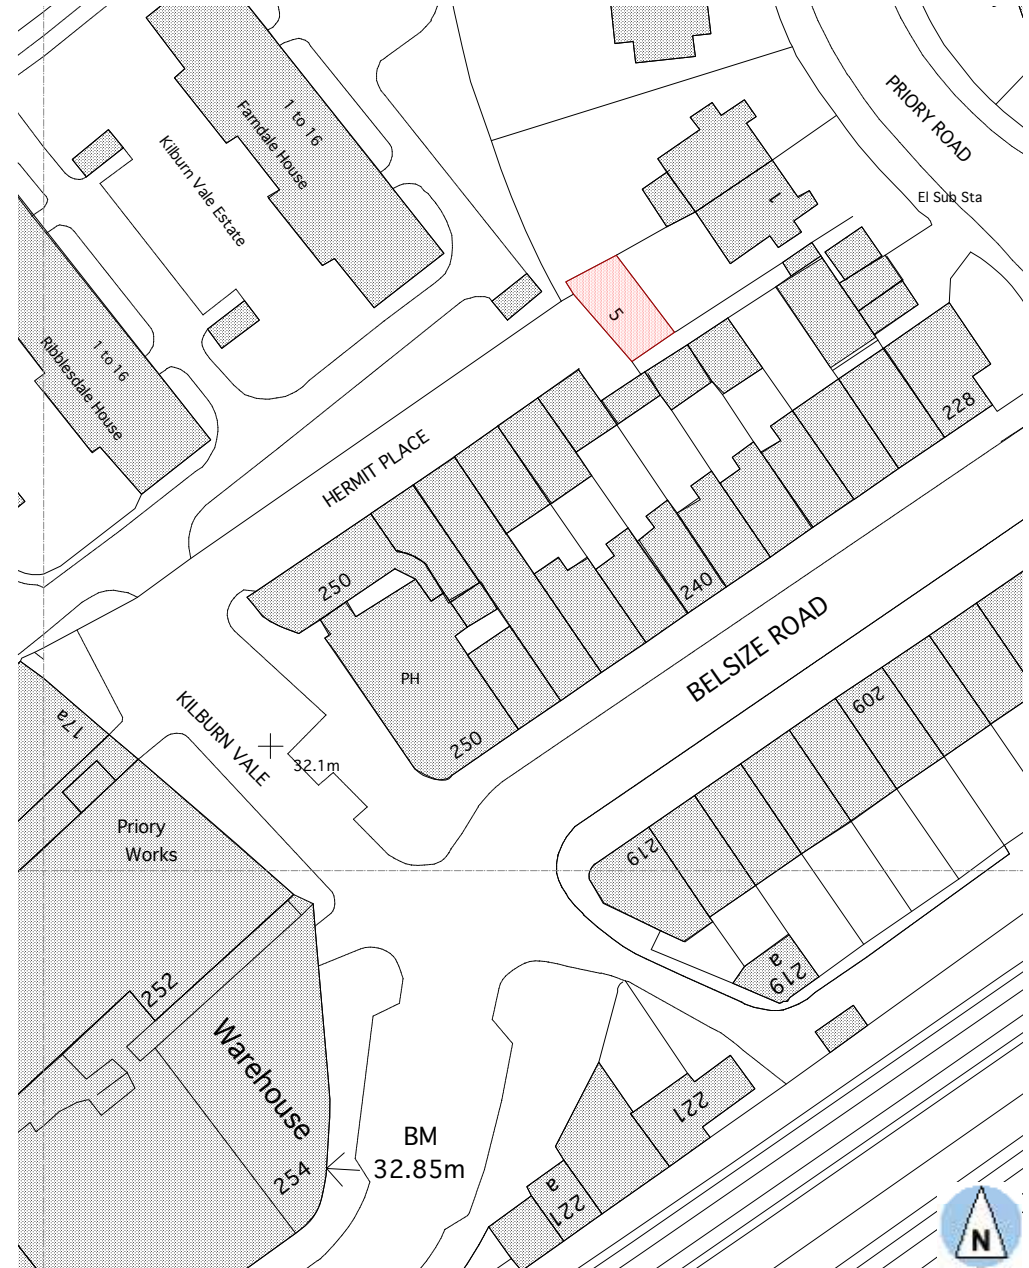 PRIORY ROAD
1 to 16
Farndale House
Kilburn Vale Estate
El Sub Sta
1
5
1 to 16
Ribblesdale House
228
HERMIT PLACE
250
240
BELSIZE ROAD
PH
209
KILBURN VALE
17a
250
32.1m
Priory
Works
219
219
a
252
Warehouse
221
BM
32.85m
254
221
a
N